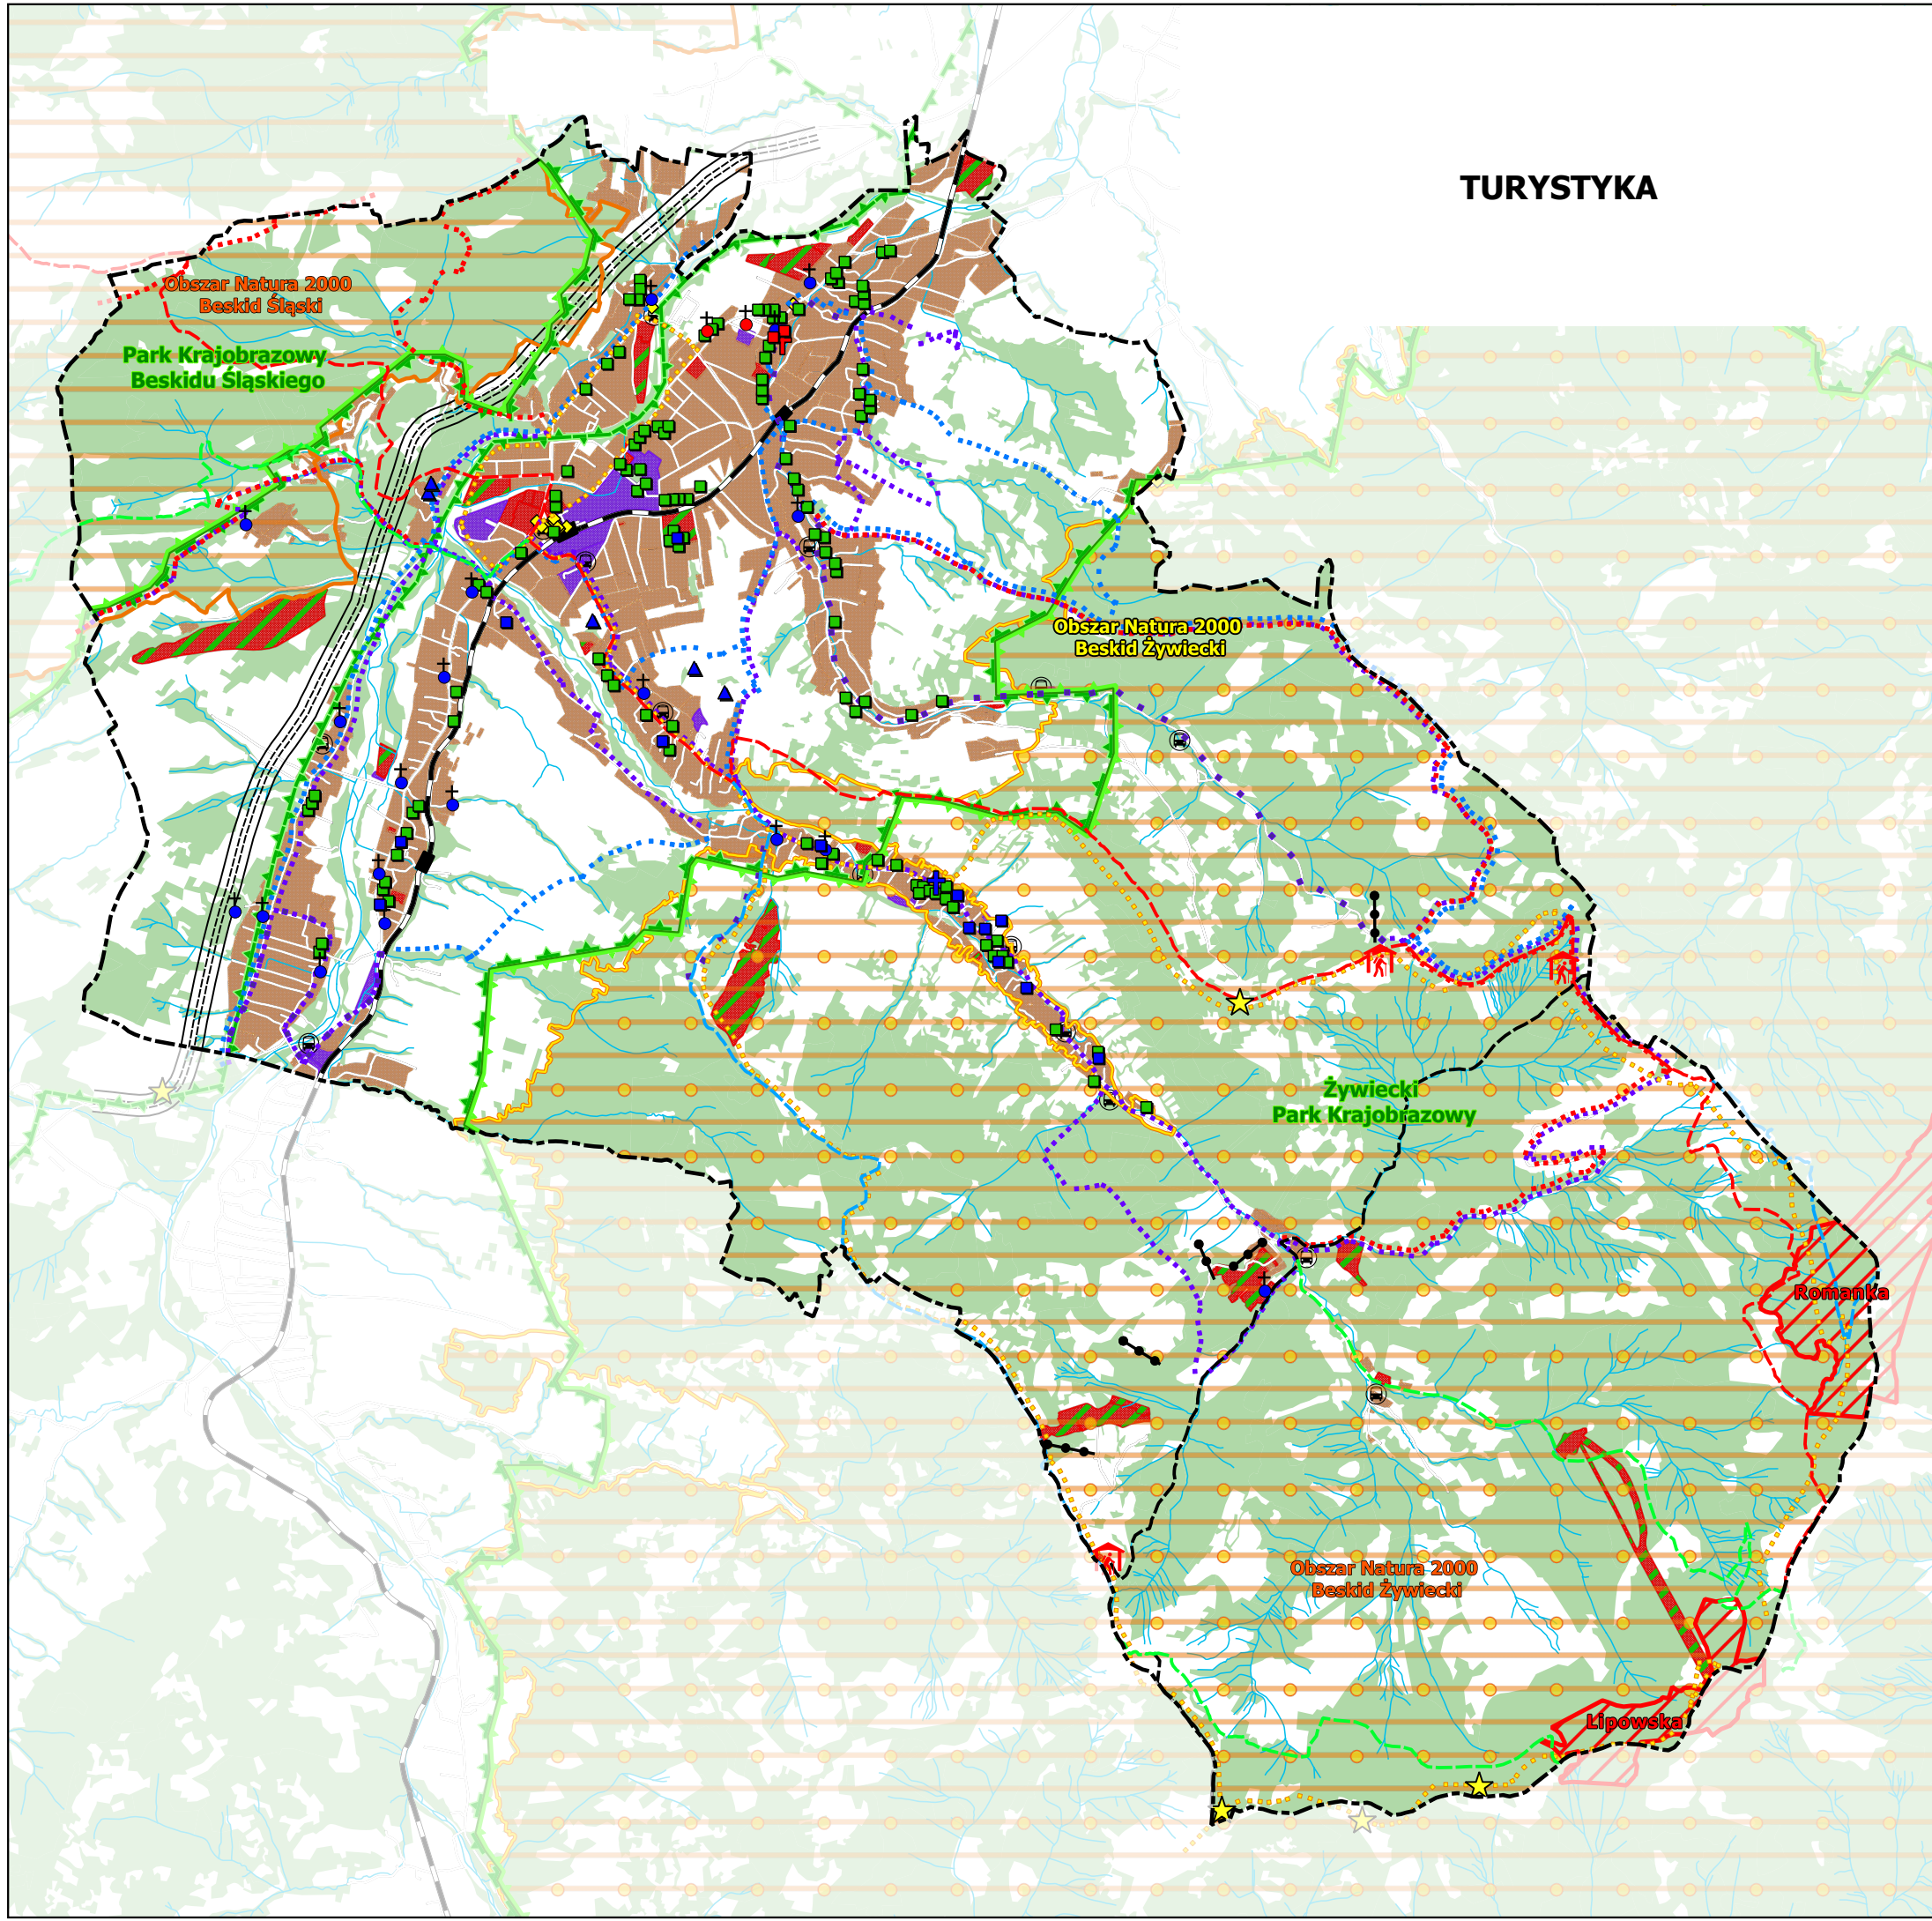 TURYSTYKA
Obszar Natura 2000
Beskid Śląski
Park Krajobrazowy
Beskidu Śląskiego
Obszar Natura 2000
Beskid Żywiecki
Żywiecki
Park Krajobrazowy
Romanka
Obszar Natura 2000
Beskid Żywiecki
Lipowska